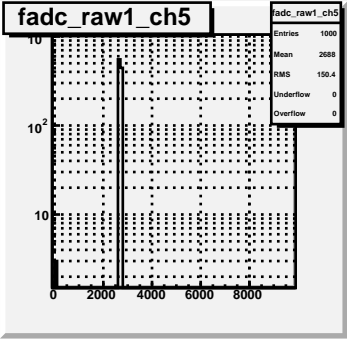 fadc_raw1_ch5
fadc_raw1_ch5
Entries 1000
Mean 2688
RMS 150.4
Underflow 0
Overflow 0
10
10²
10
0 2000 4000 6000 8000